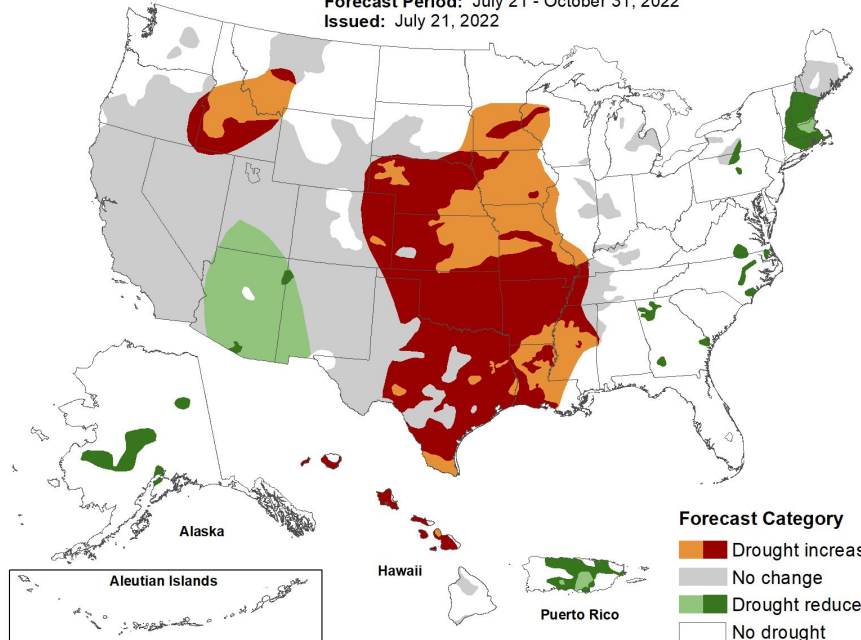 Forecast Period: July 21 - October 31, 2022
Issued: July 21, 2022
Alaska
Aleutian Islands
Hawaii
Puerto Rico
Forecast Category
Drought increas
No change
Drought reduce
No drought